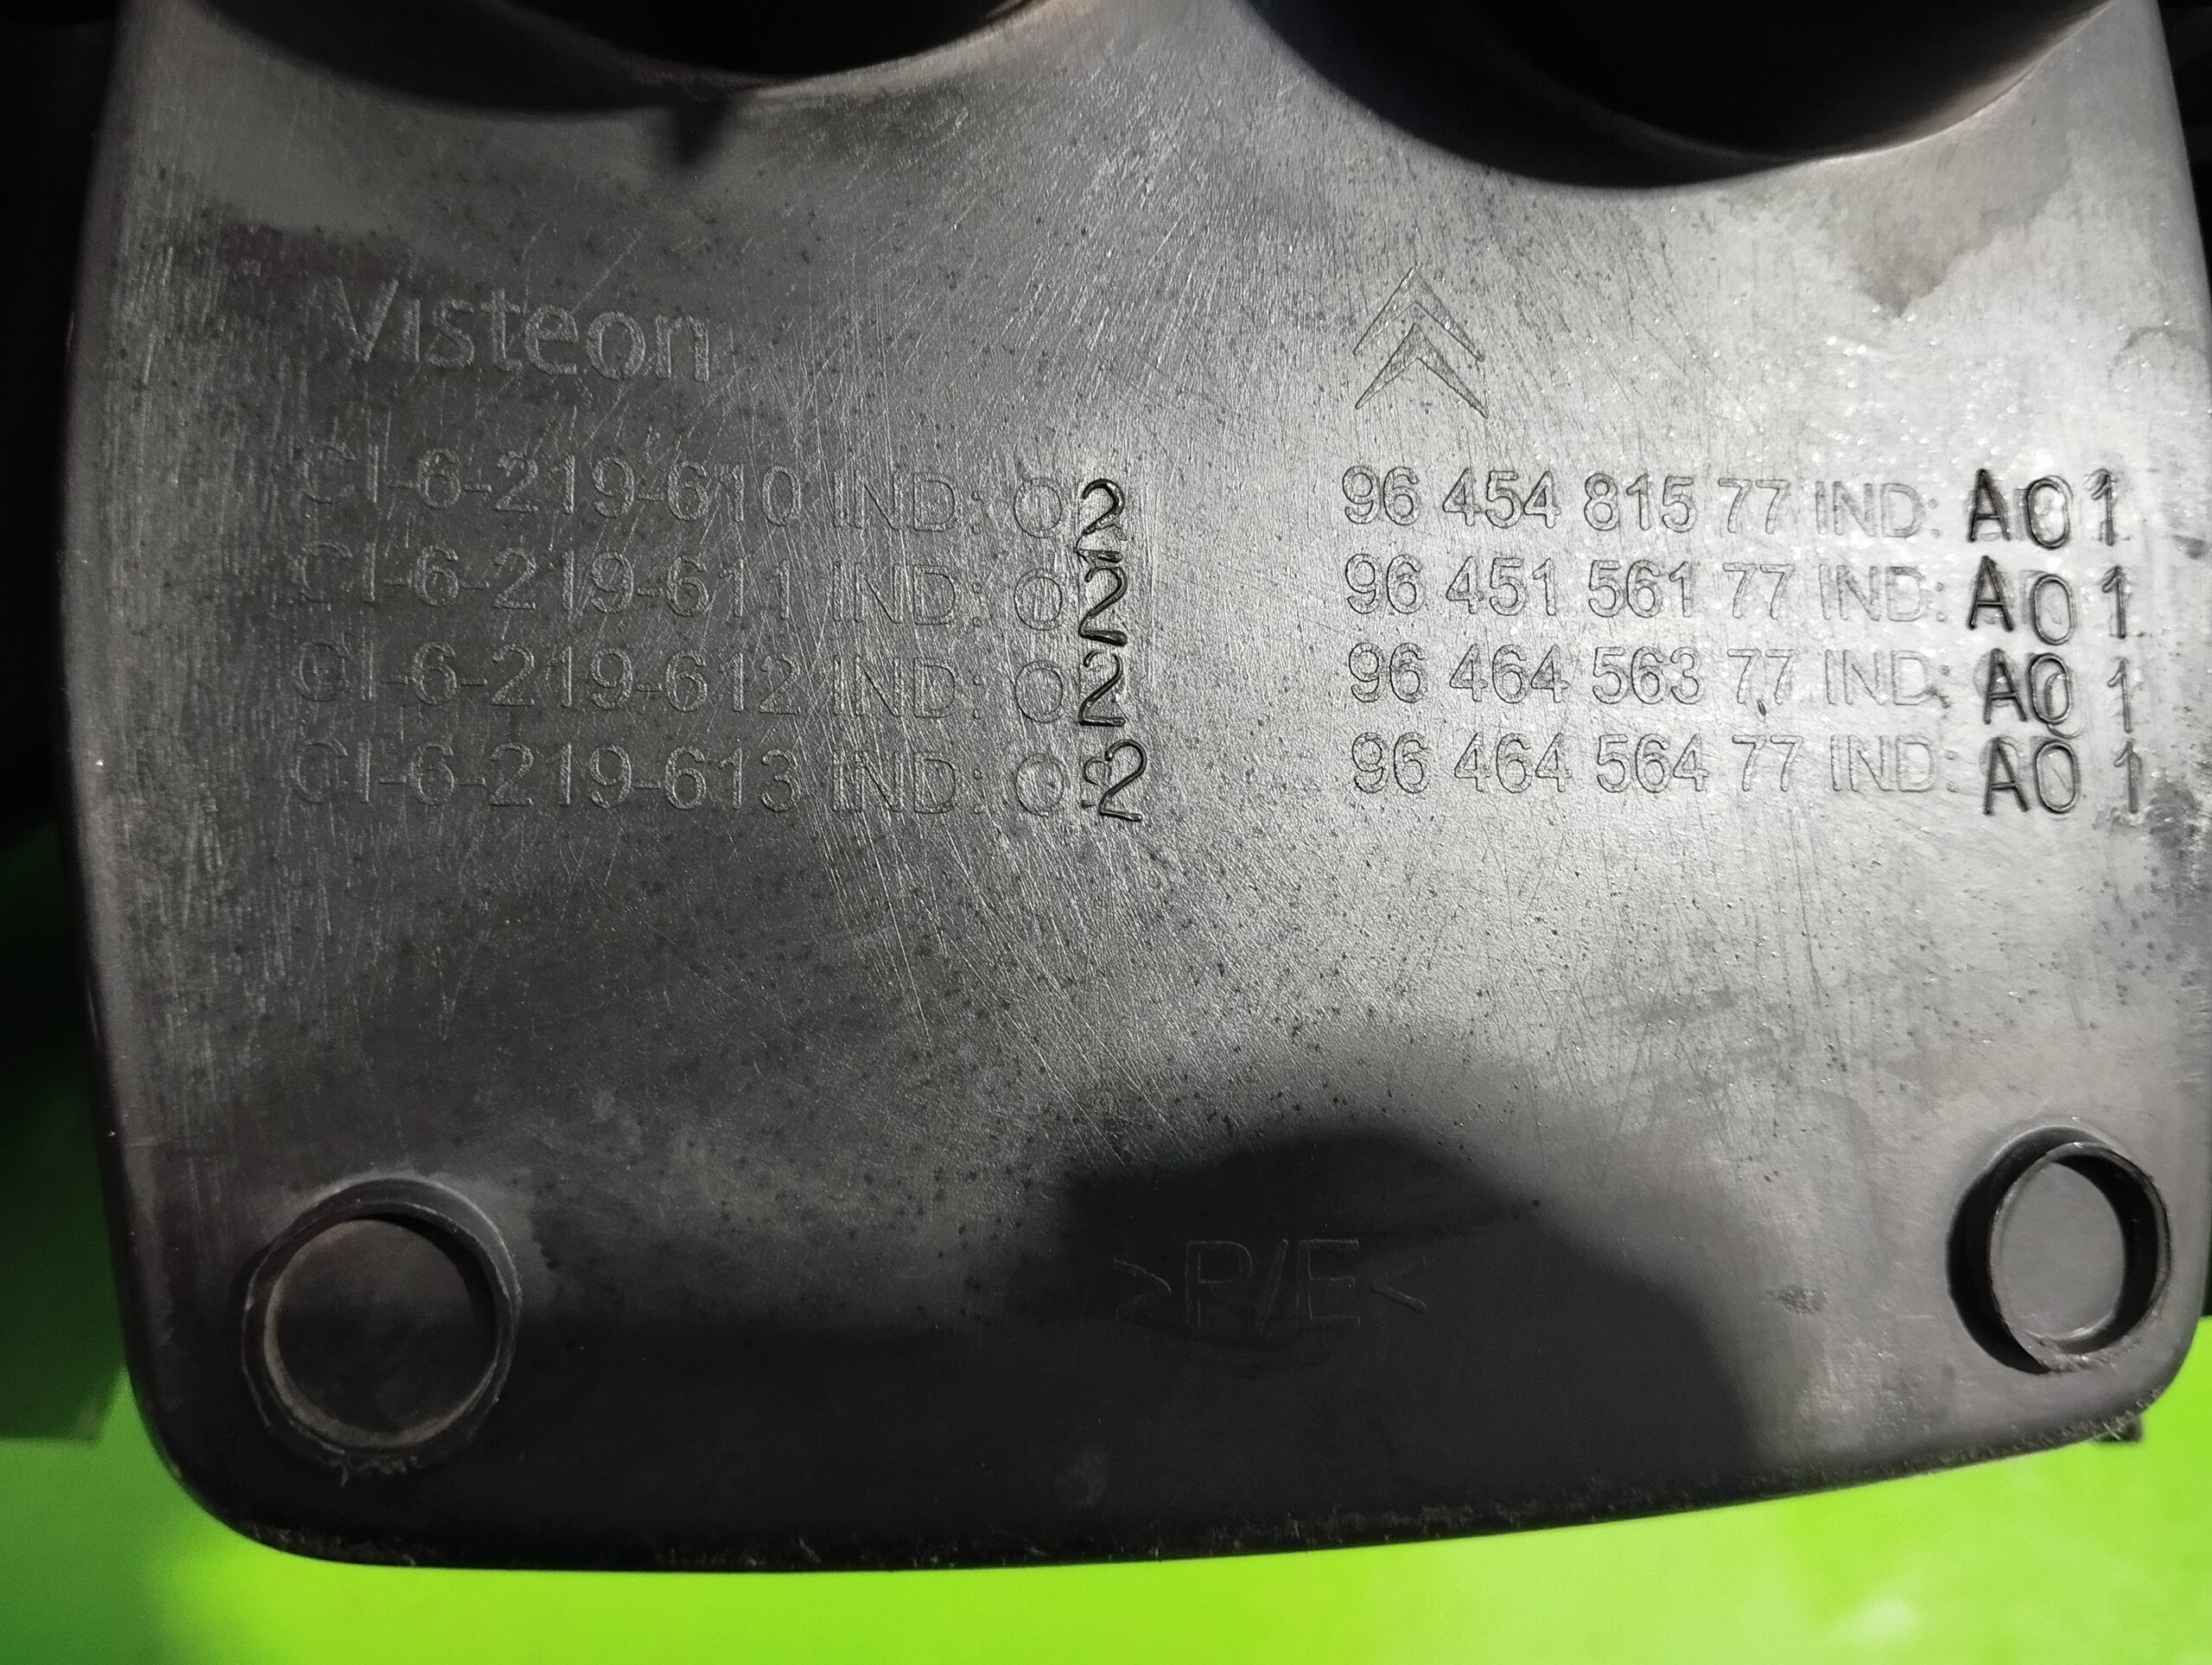 Visteon
CI-6-219-610 IND: 02
CI-6-219-611 IND: 02
CI-6-219-612 IND: 02
CI-6-219-613 IND: 02
96 454 815 77 IND: A01
96 451 561 77 IND: A01
96 464 563 77 IND: A01
96 464 564 77 IND: A01
>P/E<